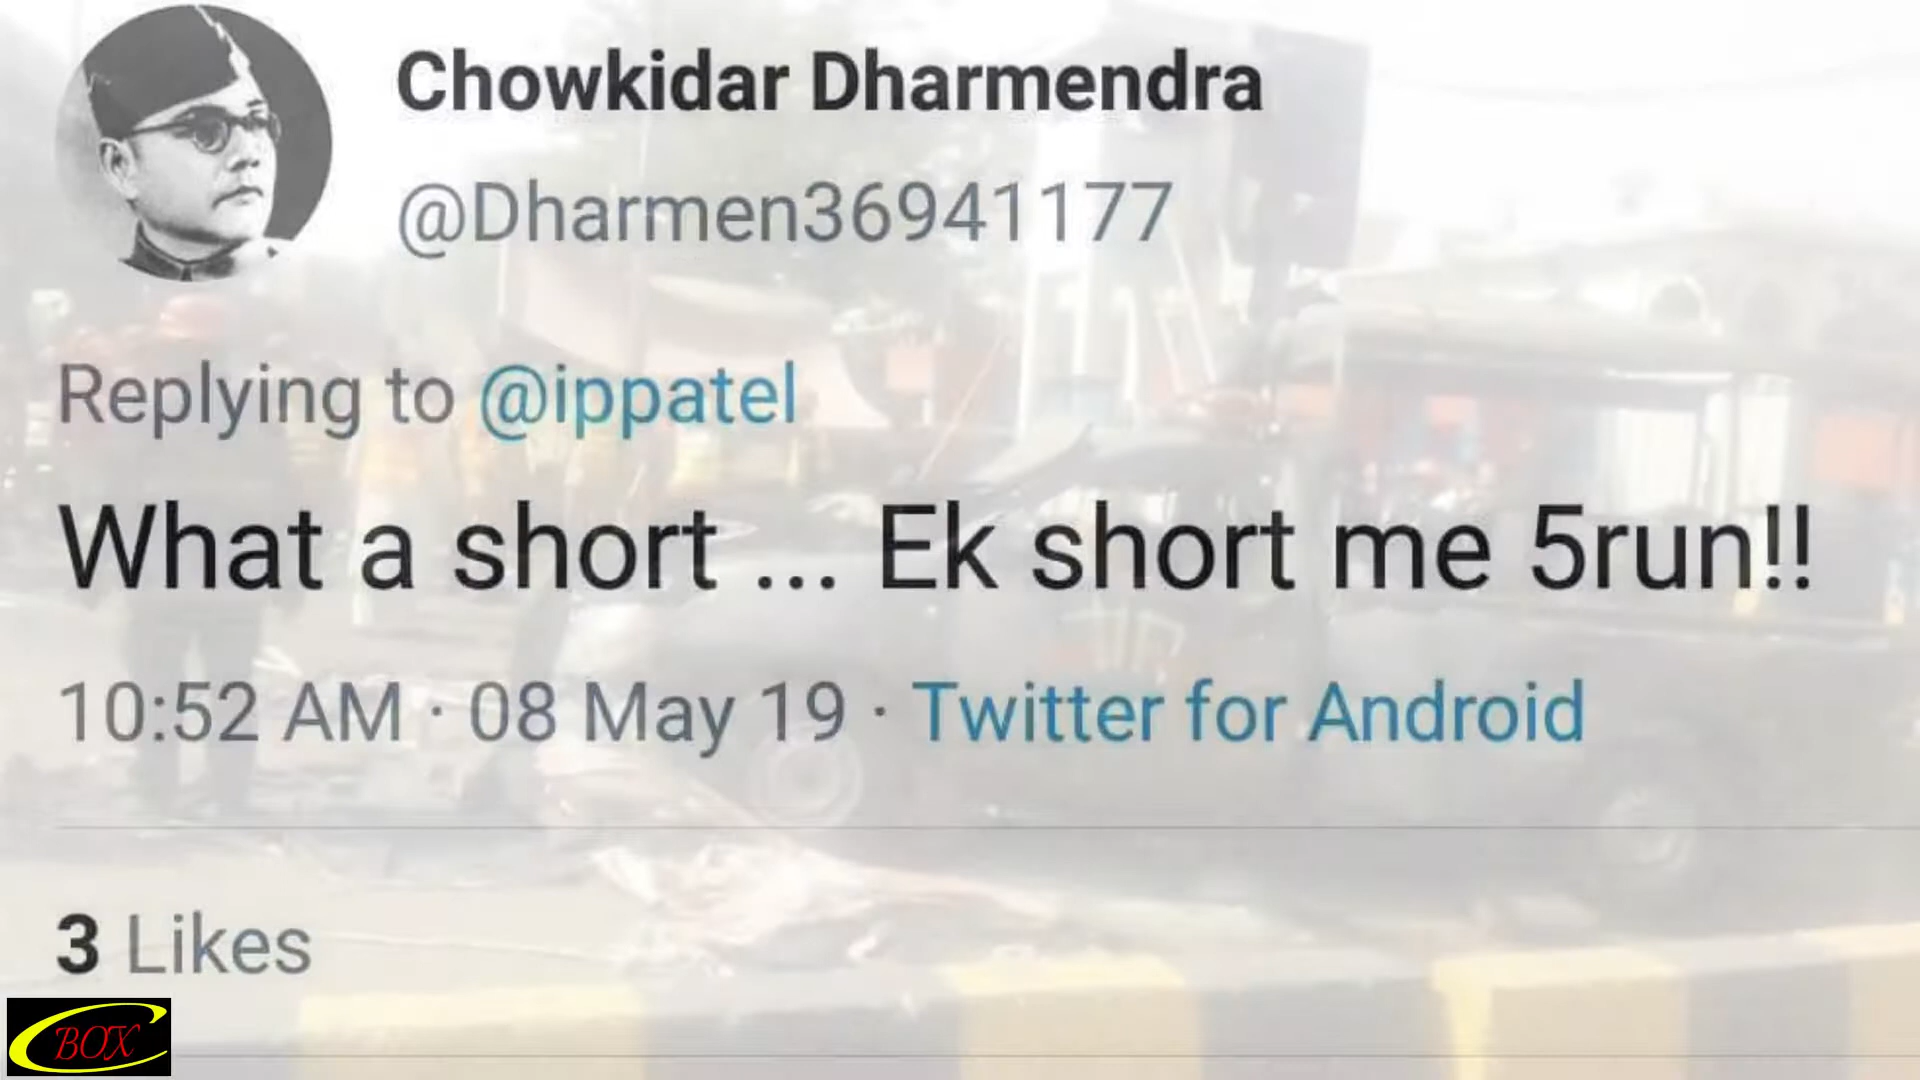 Chowkidar Dharmendra
@Dharmen36941177
Replying to @ippatel
What a short ... Ek short me 5run!!
10:52 AM · 08 May 19 · Twitter for Android
3 Likes
CBOX